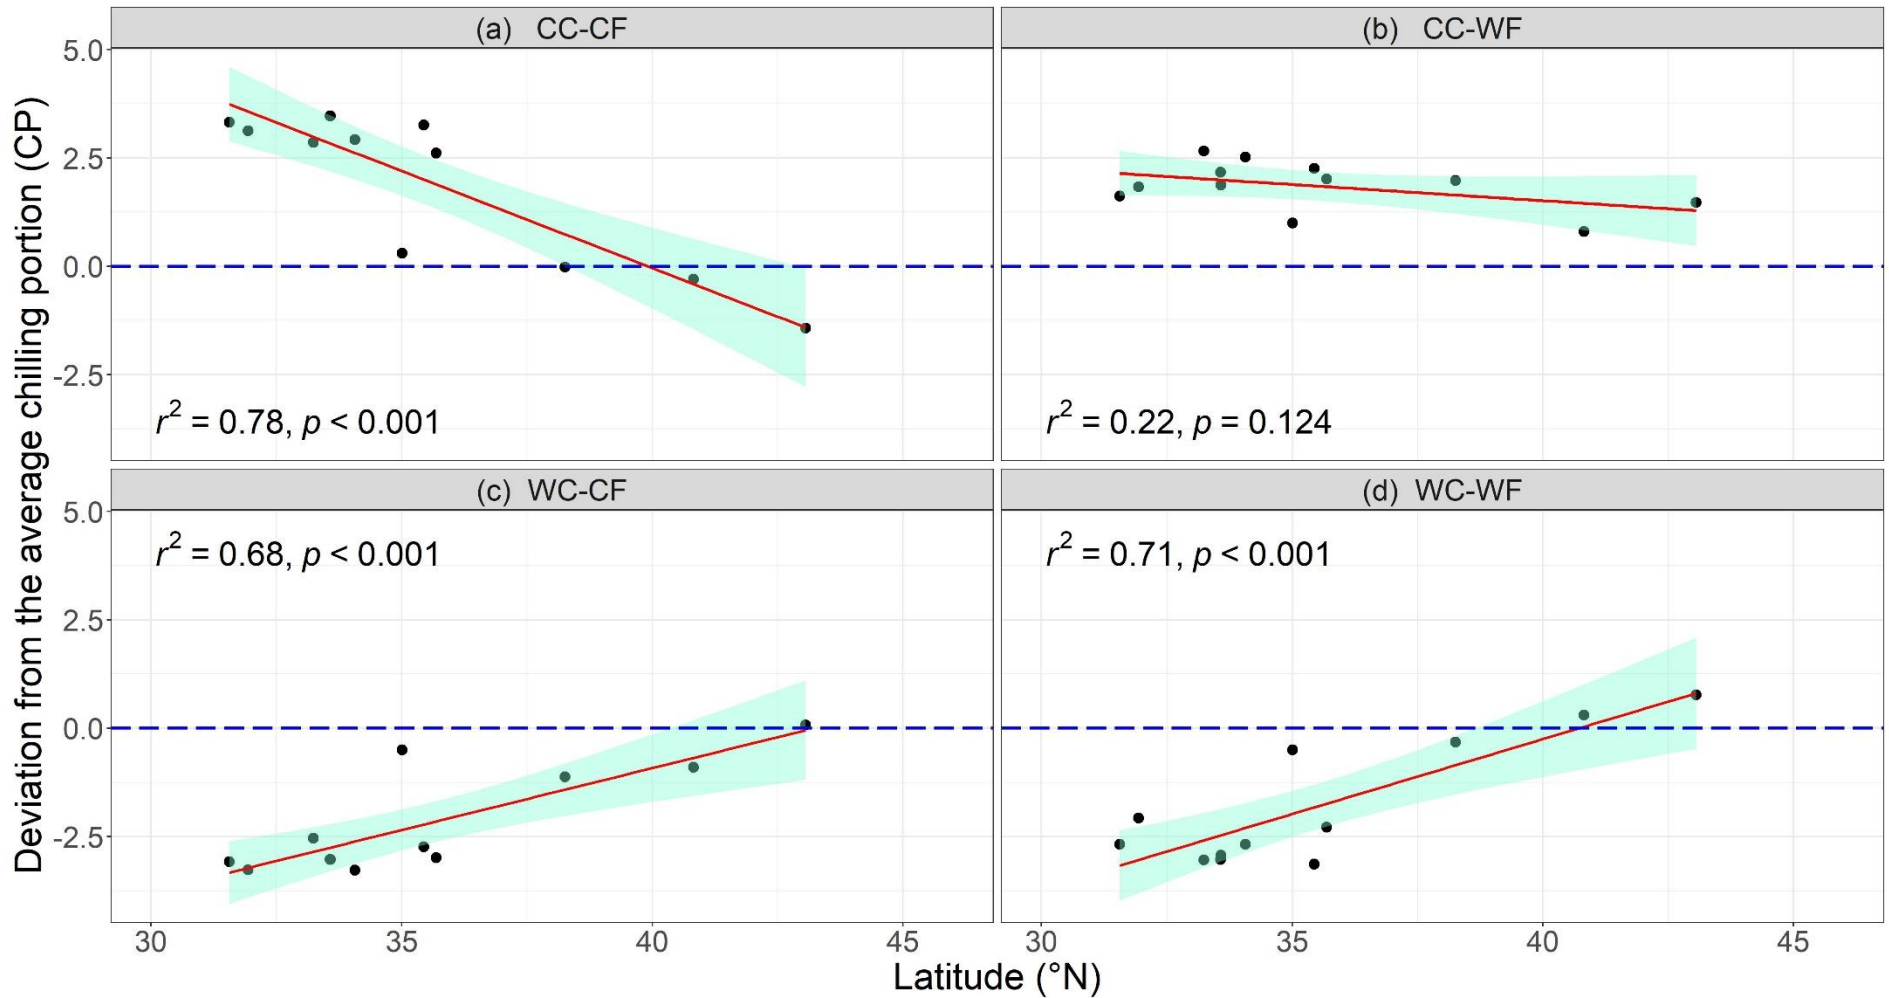 (a) CC-CF
(b) CC-WF
5.0
2.5
0.0
-2.5
r² = 0.78, p < 0.001
r² = 0.22, p = 0.124
(c) WC-CF
(d) WC-WF
5.0
2.5
0.0
-2.5
r² = 0.68, p < 0.001
r² = 0.71, p < 0.001
30 35 40 45
30 35 40 45
Latitude (°N)
Deviation from the average chilling portion (CP)